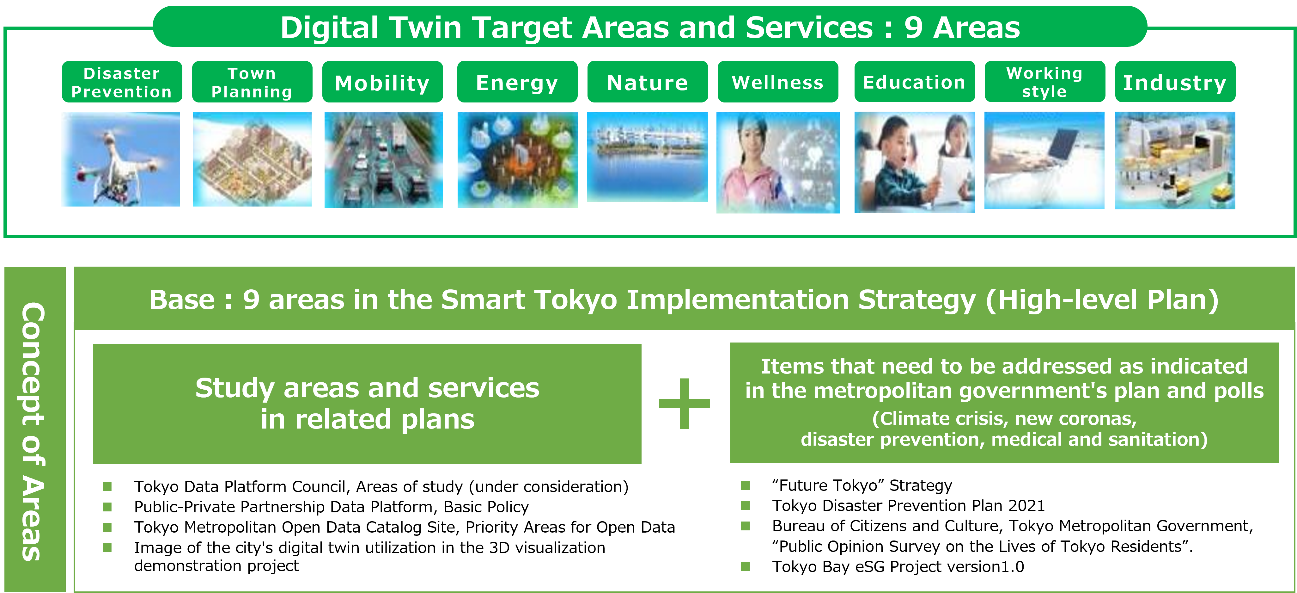 Digital Twin Target Areas and Services : 9 Areas
Disaster
Prevention
Town
Planning
Mobility
Energy
Nature
Wellness
Education
Working
style
Industry
Concept of Areas
Base : 9 areas in the Smart Tokyo Implementation Strategy (High-level Plan)
Study areas and services
in related plans
■ Tokyo Data Platform Council, Areas of study (under consideration)
■ Public-Private Partnership Data Platform, Basic Policy
■ Tokyo Metropolitan Open Data Catalog Site, Priority Areas for Open Data
■ Image of the city's digital twin utilization in the 3D visualization
demonstration project
+
Items that need to be addressed as indicated
in the metropolitan government's plan and polls
(Climate crisis, new coronas,
disaster prevention, medical and sanitation)
■ “Future Tokyo” Strategy
■ Tokyo Disaster Prevention Plan 2021
■ Bureau of Citizens and Culture, Tokyo Metropolitan Government,
“Public Opinion Survey on the Lives of Tokyo Residents”.
■ Tokyo Bay eSG Project version1.0